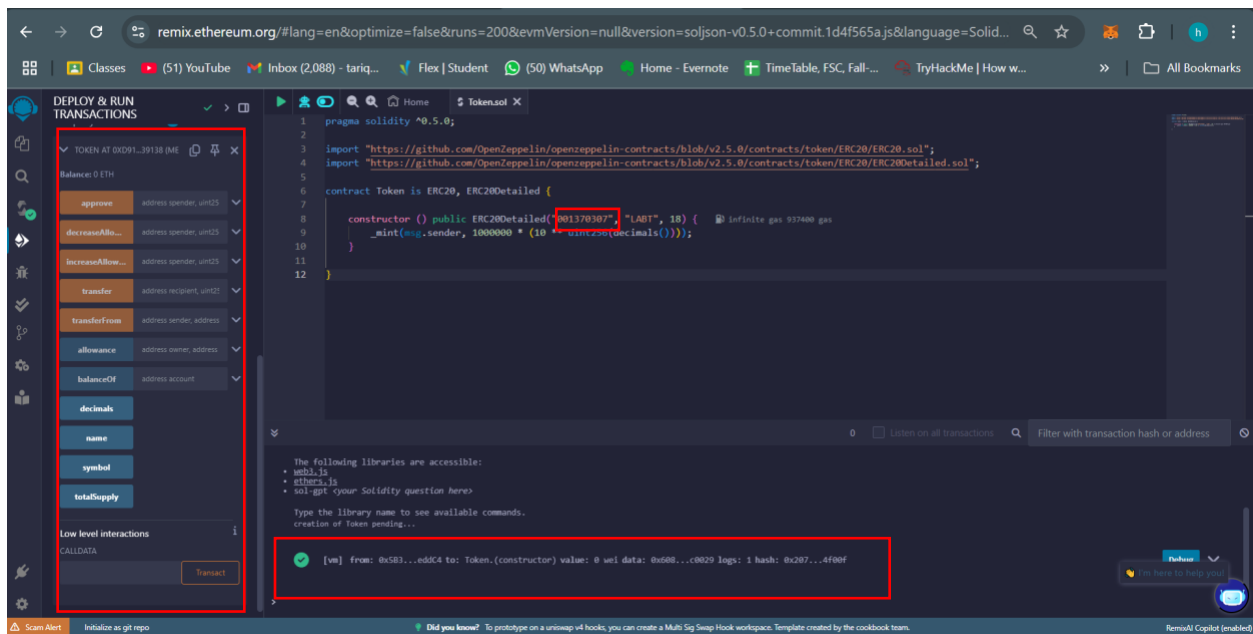 remix.ethereum.org/#lang=en&optimize=false&runs=200&evmVersion=null&version=soljson-v0.5.0+commit.1d4f565a.js&language=Solid...
h
Classes (51) YouTube Inbox (2,088) - tariq... Flex | Student (50) WhatsApp Home - Evernote TimeTable, FSC, Fall-... TryHackMe | How w... » All Bookmarks
DEPLOY & RUN
TRANSACTIONS
Home Token.sol
TOKEN AT 0XD91...39138 (ME
Balance: 0 ETH
approve address spender, uint25
decreaseAllo... address spender, uint25
increaseAllow... address spender, uint25
transfer address recipient, uint25
transferFrom address sender, address
allowance address owner, address
balanceOf address account
decimals
name
symbol
totalSupply
Low level interactions i
CALLDATA
Transact
1 pragma solidity ^0.5.0;
2
3 import "https://github.com/OpenZeppelin/openzeppelin-contracts/blob/v2.5.0/contracts/token/ERC20/ERC20.sol";
4 import "https://github.com/OpenZeppelin/openzeppelin-contracts/blob/v2.5.0/contracts/token/ERC20/ERC20Detailed.sol";
5
6 contract Token is ERC20, ERC20Detailed {
7
8 constructor () public ERC20Detailed("001370307", "LABT", 18) { infinite gas 937400 gas
9 _mint(msg.sender, 1000000 * (10 ** uint256(decimals())));
10 }
11
12 }
0 Listen on all transactions Filter with transaction hash or address
The following libraries are accessible:
• web3.js
• ethers.js
• sol-gpt <your Solidity question here>
Type the library name to see available commands.
creation of Token pending...
[vm] from: 0x5B3...eddC4 to: Token.(constructor) value: 0 wei data: 0x608...c0029 logs: 1 hash: 0x207...4f00f
Debug
I'm here to help you!
>
Scam Alert Initialize as git repo Did you know? To prototype on a uniswap v4 hooks, you can create a Multi Sig Swap Hook workspace. Template created by the cookbook team. RemixAI Copilot (enabled)